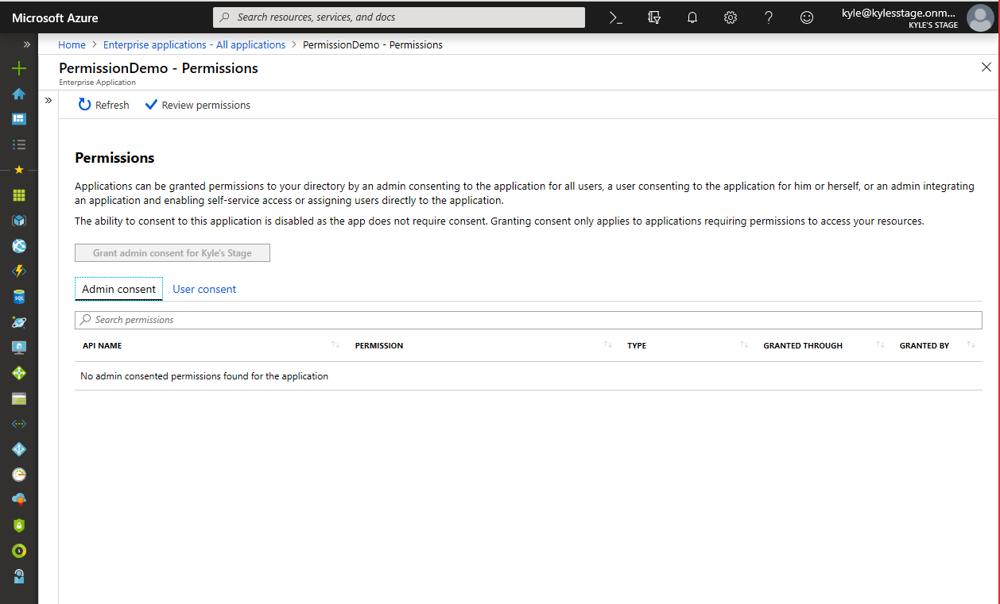 Microsoft Azure
Search resources, services, and docs
kyle@kylesstage.onm...
KYLE'S STAGE
Home > Enterprise applications - All applications > PermissionDemo - Permissions
PermissionDemo - Permissions
Enterprise Application
Refresh
Review permissions
Permissions
Applications can be granted permissions to your directory by an admin consenting to the application for all users, a user consenting to the application for him or herself, or an admin integrating
an application and enabling self-service access or assigning users directly to the application.
The ability to consent to this application is disabled as the app does not require consent. Granting consent only applies to applications requiring permissions to access your resources.
Grant admin consent for Kyle's Stage
Admin consent User consent
Search permissions
API NAME PERMISSION TYPE GRANTED THROUGH GRANTED BY
No admin consented permissions found for the application
SQL